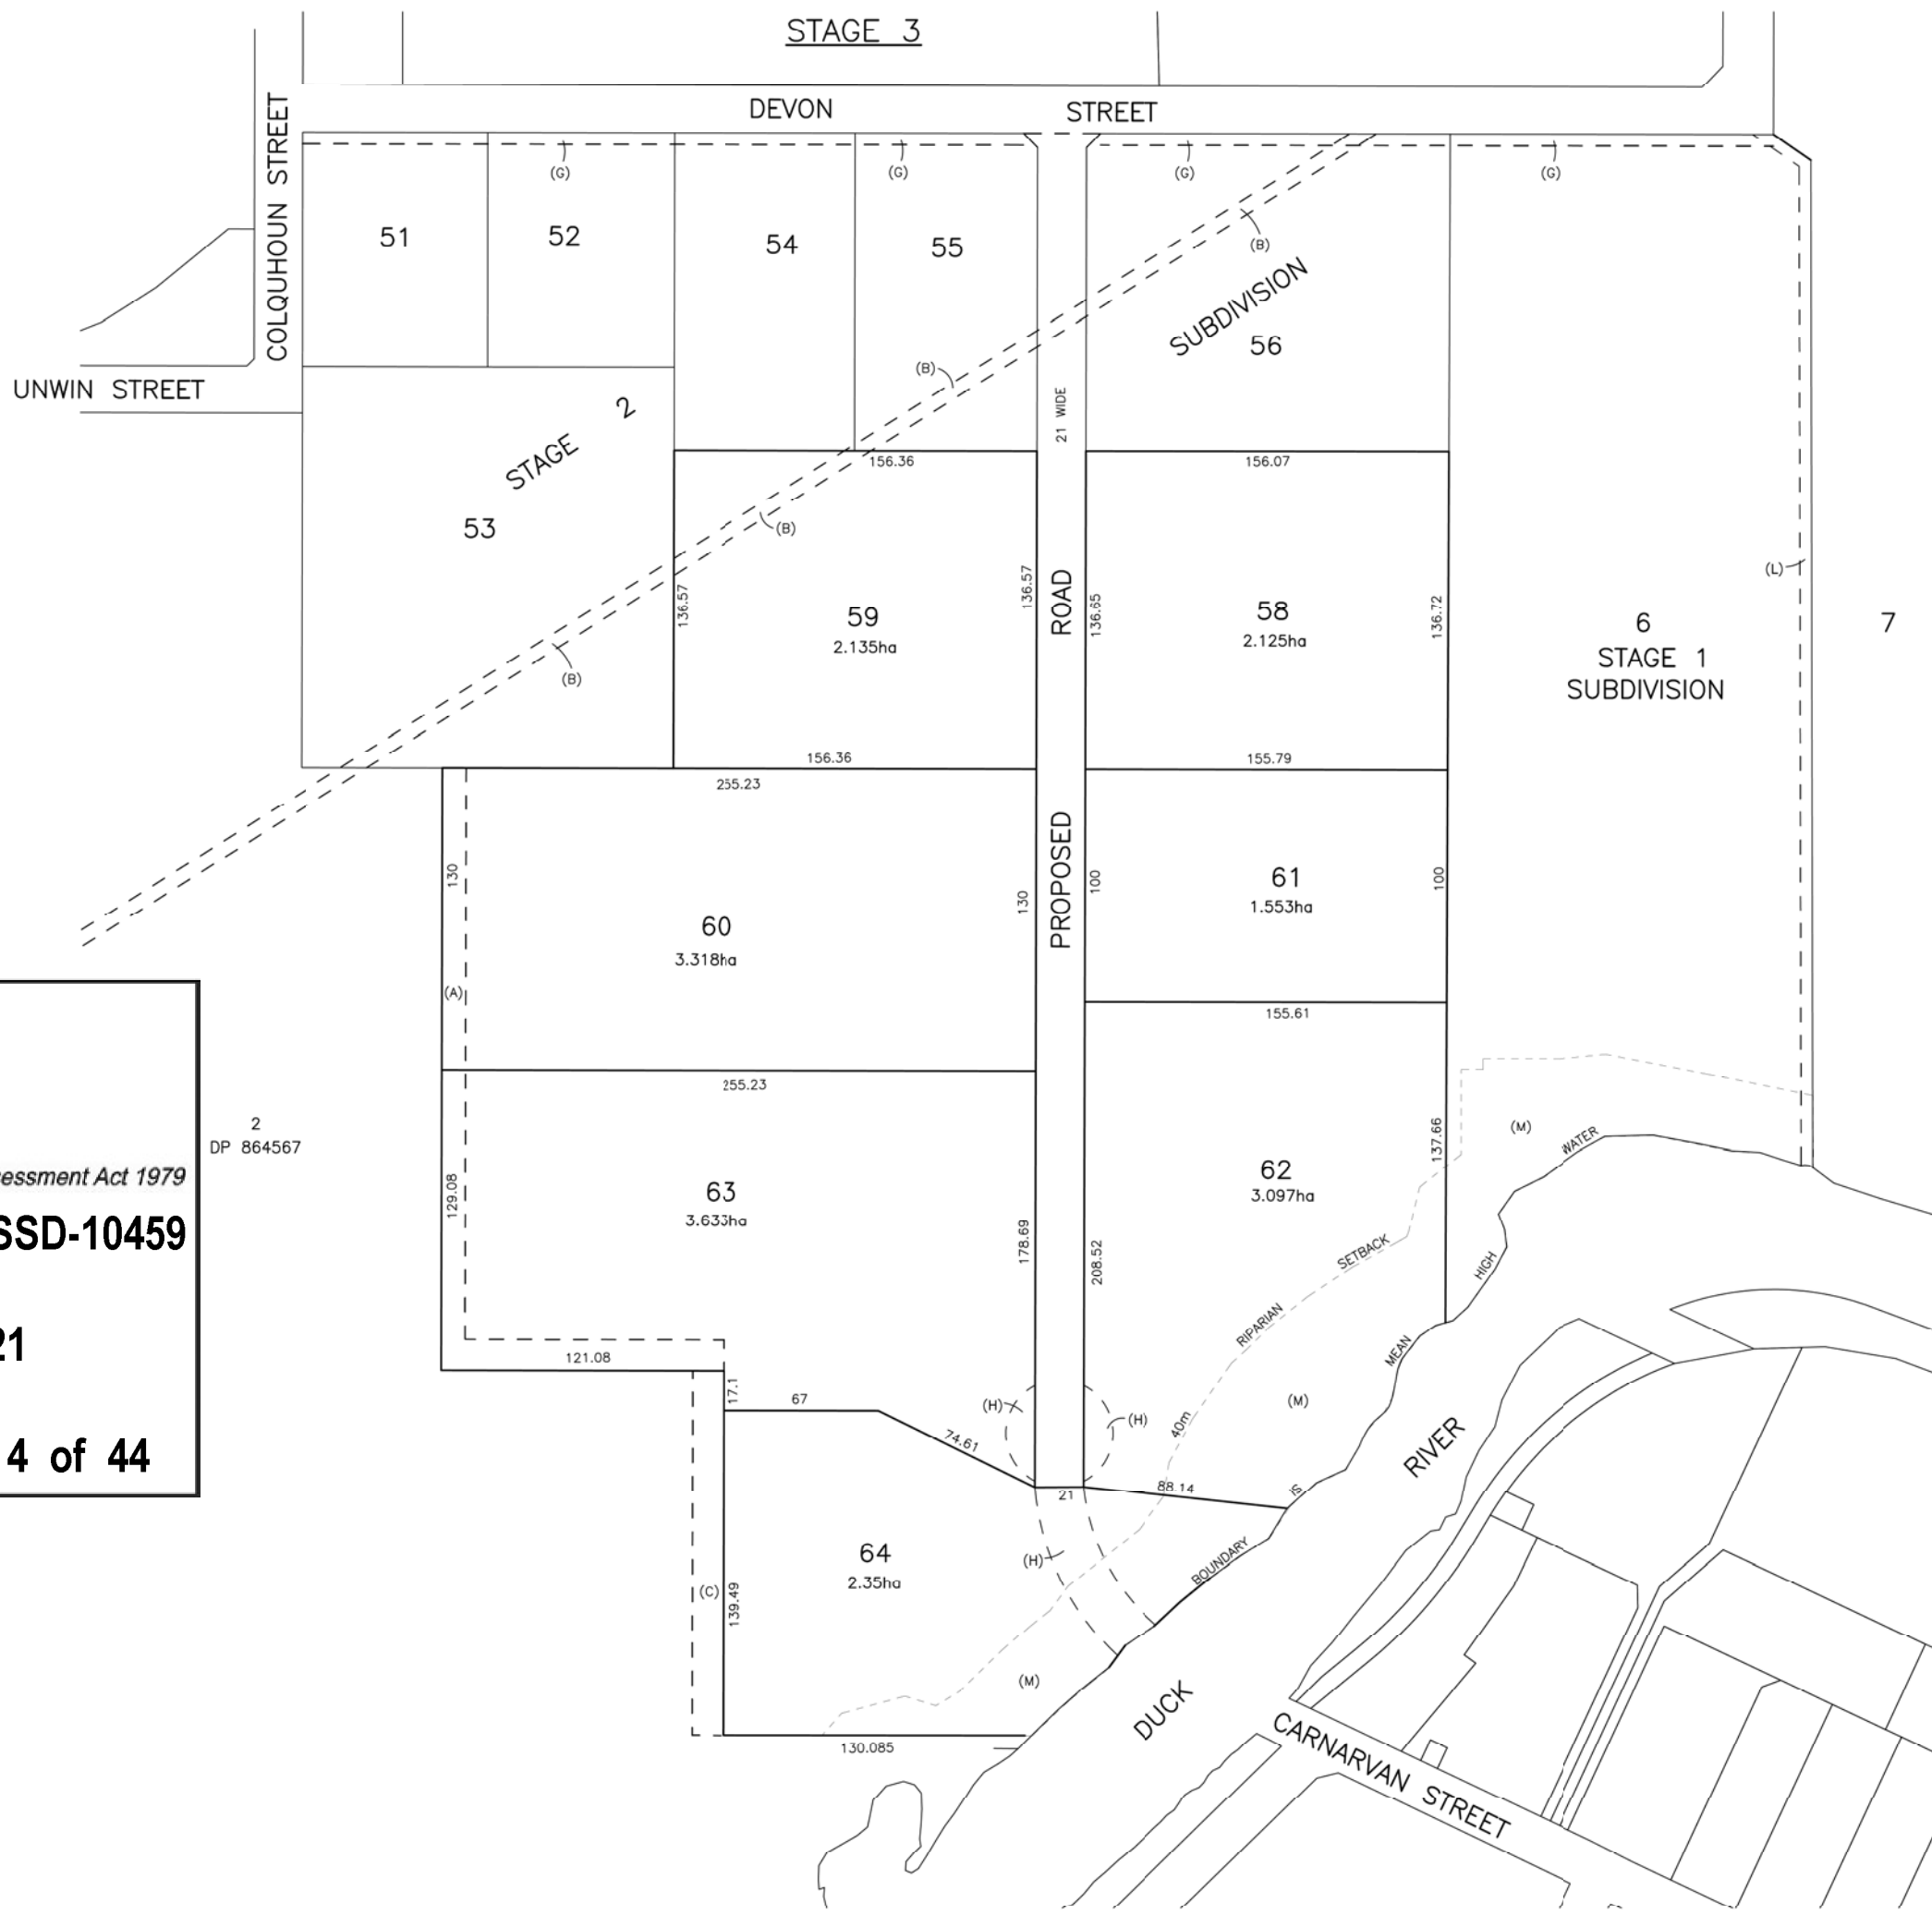 STAGE 3
DEVON STREET
COLQUHOUN STREET
UNWIN STREET
(G)
(G)
(G)
(G)
51
52
54
55
(B)
SUBDIVISION
56
(B)
21 WIDE
STAGE 2
53
156.36
156.07
(B)
(B)
136.57
136.57
136.65
136.72
ROAD
59
2.135ha
58
2.125ha
(L)
6
STAGE 1
SUBDIVISION
7
156.36
155.79
255.23
130
130
PROPOSED
100
100
61
1.553ha
60
3.318ha
(A)
155.61
255.23
2
DP 864567
essment Act 1979
SSD-10459
21
4 of 44
129.08
63
3.633ha
178.69
208.52
62
3.097ha
137.66
(M)
WATER
HIGH
MEAN
IS
BOUNDARY
40m RIPARIAN SETBACK
(M)
121.08
17.1
67
74.61
(H)
(H)
21
88.14
(H)
64
2.35ha
(C)
139.49
(M)
130.085
DUCK RIVER
CARNARVAN STREET